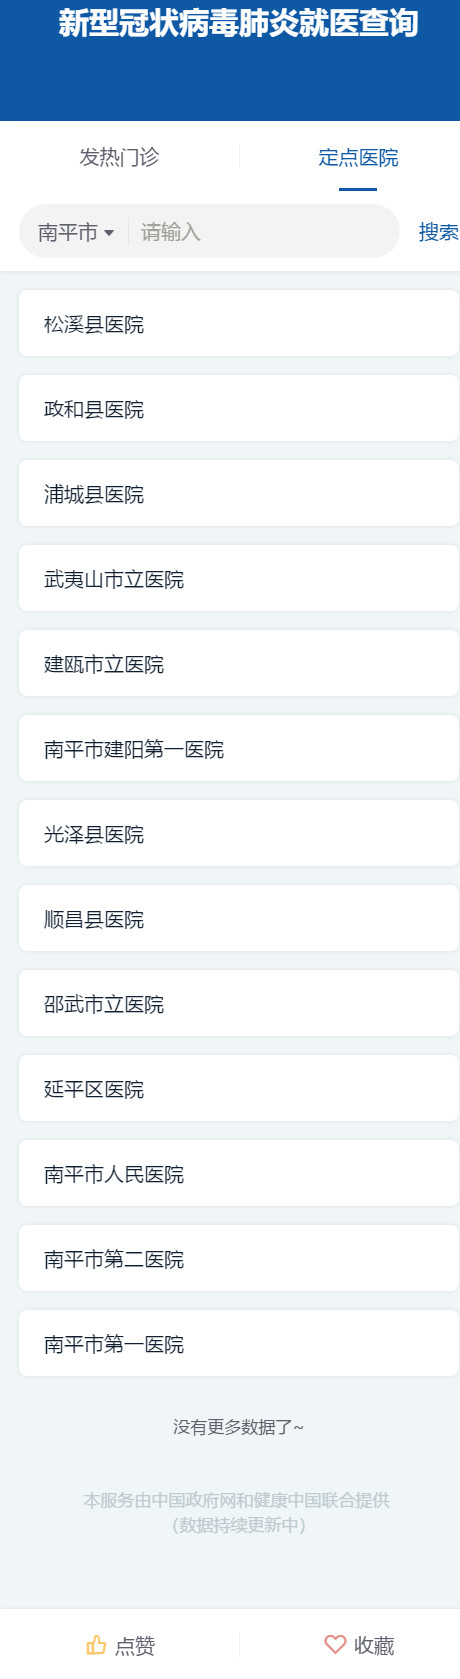 新型冠状病毒肺炎就医查询
发热门诊
定点医院
南平市
请输入
搜索
松溪县医院
政和县医院
浦城县医院
武夷山市立医院
建瓯市立医院
南平市建阳第一医院
光泽县医院
顺昌县医院
邵武市立医院
延平区医院
南平市人民医院
南平市第二医院
南平市第一医院
没有更多数据了~
本服务由中国政府网和健康中国联合提供
(数据持续更新中)
点赞
收藏